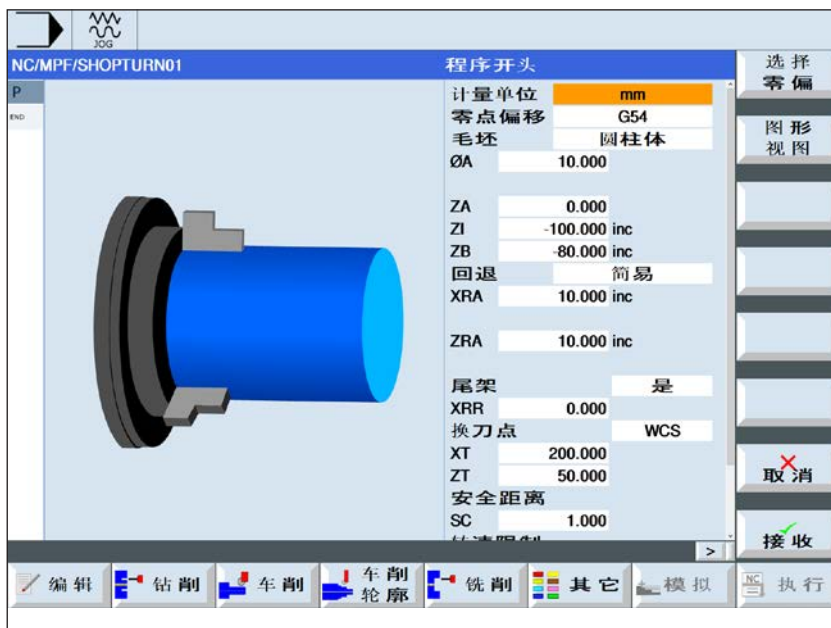 JOG
NC/MPF/SHOPTURN01
程序开头
P
END
计量单位 mm
零点偏移 G54
毛坯 圆柱体
ØA 10.000
ZA 0.000
ZI -100.000 inc
ZB -80.000 inc
回退 简易
XRA 10.000 inc
ZRA 10.000 inc
尾架 是
XRR 0.000
换刀点 WCS
XT 200.000
ZT 50.000
安全距离
SC 1.000
>
选择
零偏
图形
视图
取消
接收
编辑
钻削
车削
车削
轮廓
铣削
其它
模拟
NC
执行